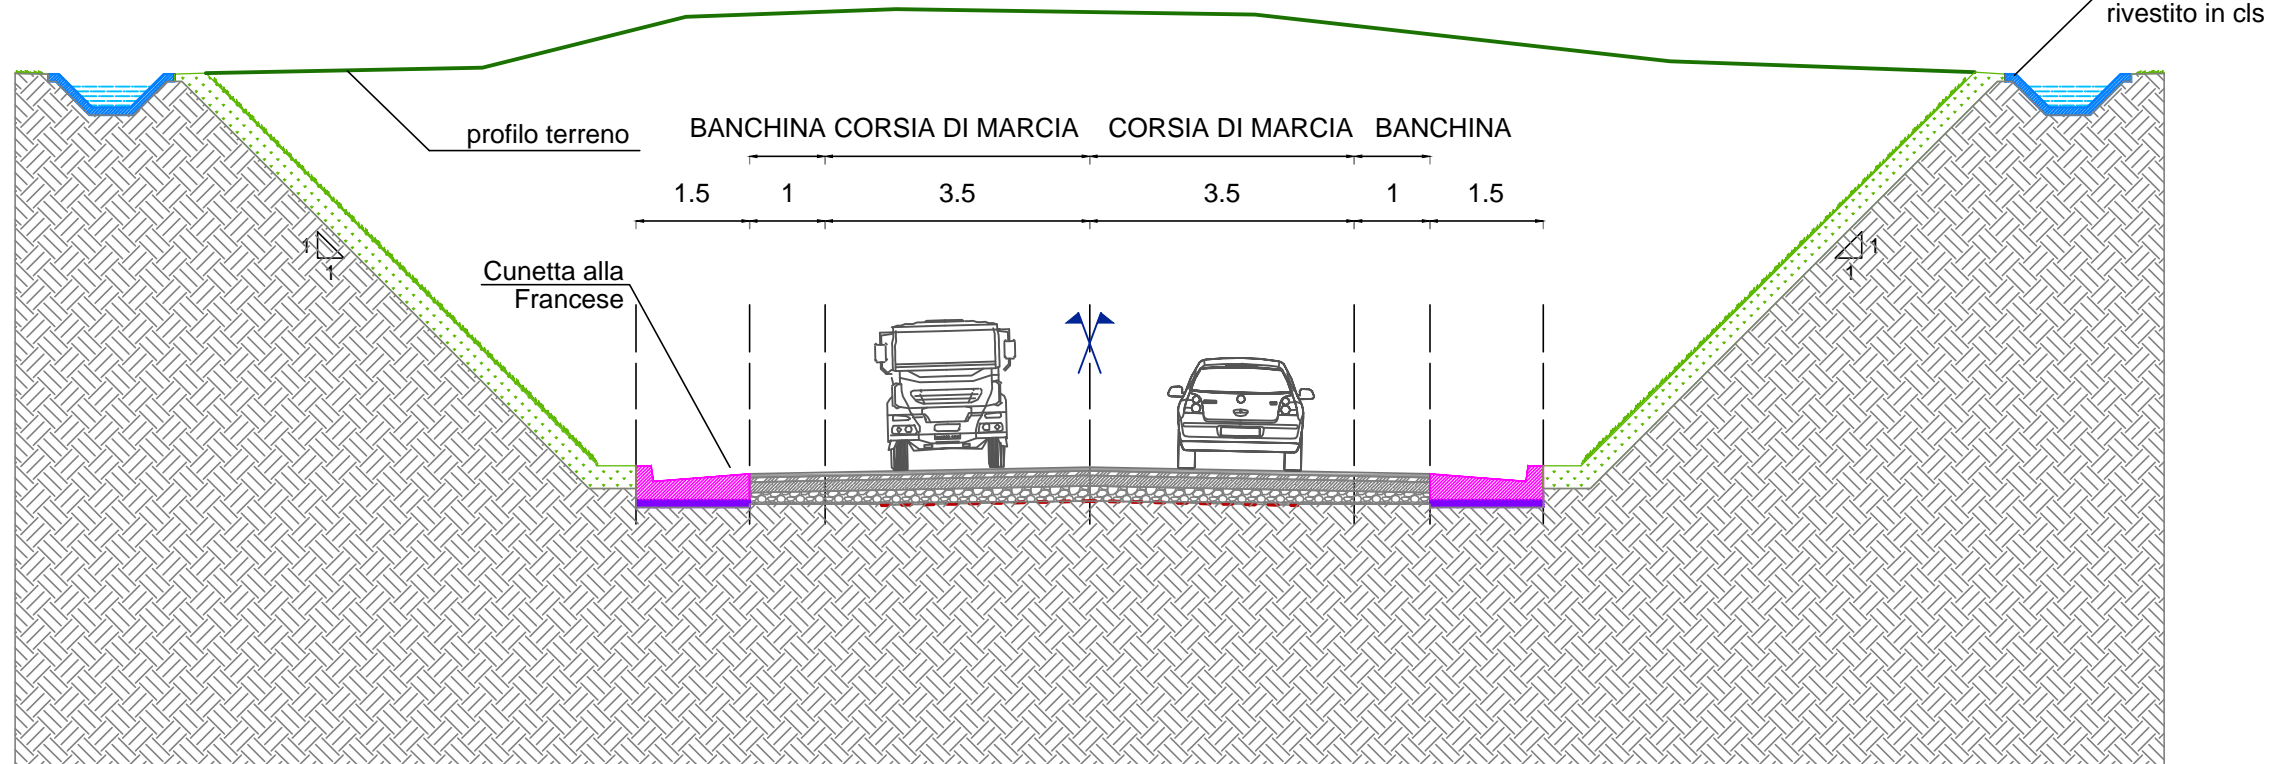 rivestito in cls
profilo terreno
BANCHINA CORSIA DI MARCIA CORSIA DI MARCIA BANCHINA
1.5 1 3.5 3.5 1 1.5
1
1
1
1
Cunetta alla
Francese